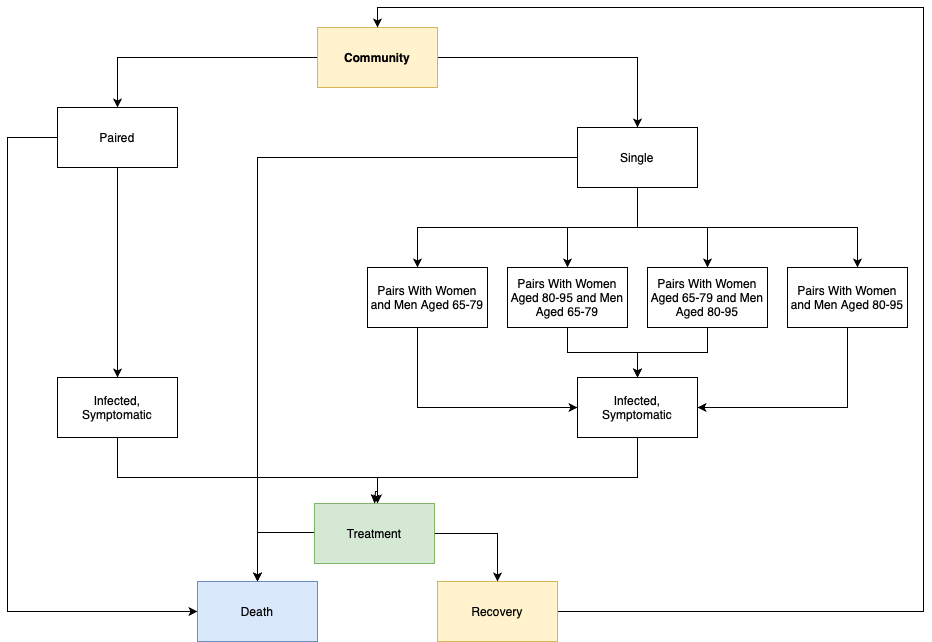 Community
Paired
Single
Pairs With Women
and Men Aged 65-79
Pairs With Women
Aged 80-95 and Men
Aged 65-79
Pairs With Women
Aged 65-79 and Men
Aged 80-95
Pairs With Women
and Men Aged 80-95
Infected,
Symptomatic
Infected,
Symptomatic
Treatment
Death
Recovery